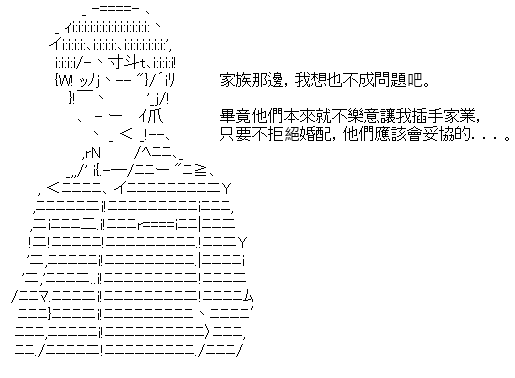 家族那邊，我想也不成問題吧。
畢竟他們本來就不樂意讓我插手家業，
只要不拒絕婚配，他們應該會妥協的．．．。